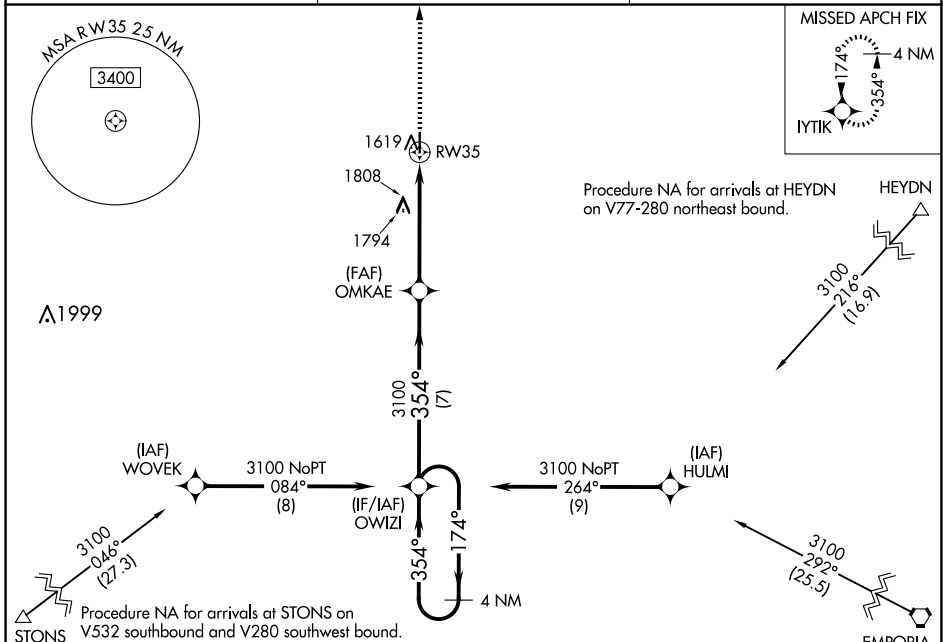 MSA RW35 25 NM
3400
MISSED APCH FIX
4 NM
174°
354°
IYTIK
1619
RW35
1808
1794
Procedure NA for arrivals at HEYDN
on V77-280 northeast bound.
HEYDN
3100
216°
(16.9)
(FAF)
OMKAE
1999
3100
354°
(7)
(IAF)
WOVEK
3100 NoPT
084°
(8)
(IF/IAF)
OWIZI
3100 NoPT
264°
(9)
(IAF)
HULMI
354°
174°
4 NM
3100
046°
(27.3)
3100
292°
(25.5)
STONS
Procedure NA for arrivals at STONS on
V532 southbound and V280 southwest bound.
EMPORIA